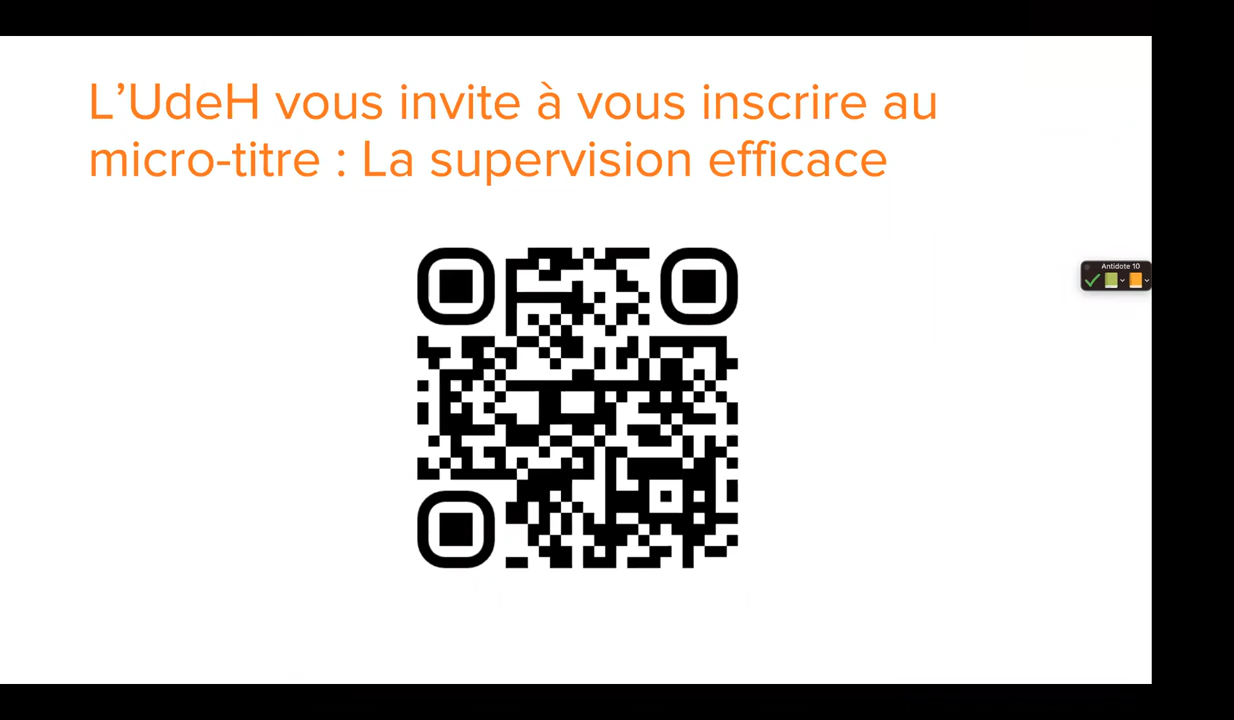 L’UdeH vous invite à vous inscrire au
micro-titre : La supervision efficace
Antidote 10